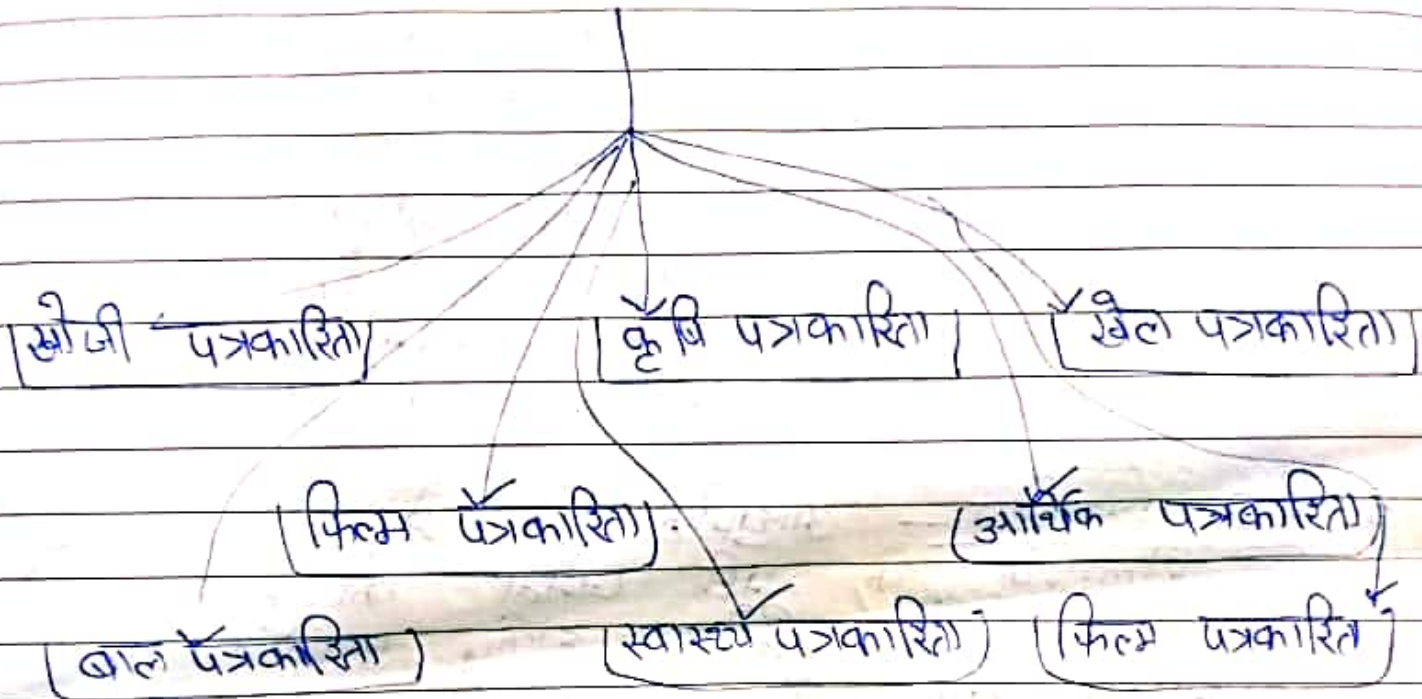 खोजी पत्रकारिता कृषि पत्रकारिता खेल पत्रकारिता
फिल्म पत्रकारिता आर्थिक पत्रकारिता
बाल पत्रकारिता स्वास्थ्य पत्रकारिता फिल्म पत्रकारित